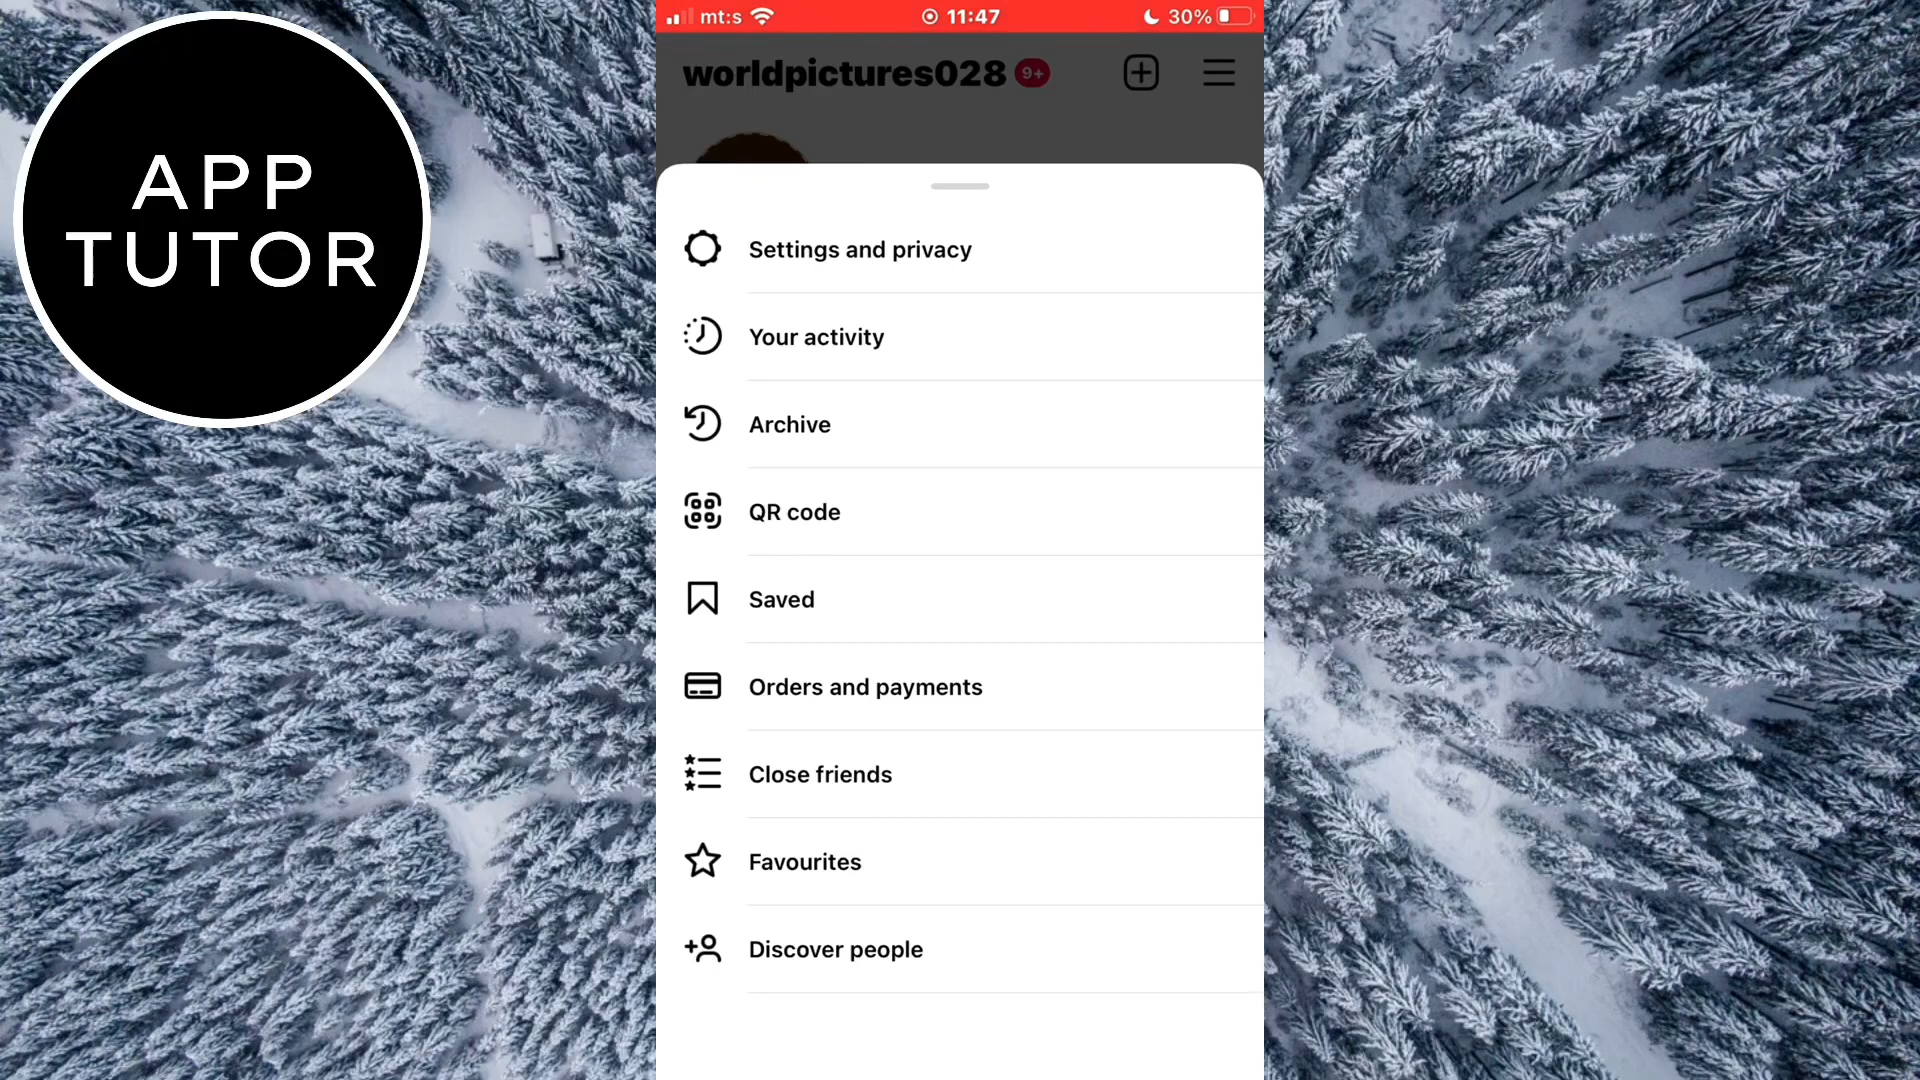 APP
TUTOR
mt:s
11:47
30%
worldpictures028 9+
Settings and privacy
Your activity
Archive
QR code
Saved
Orders and payments
Close friends
Favourites
Discover people